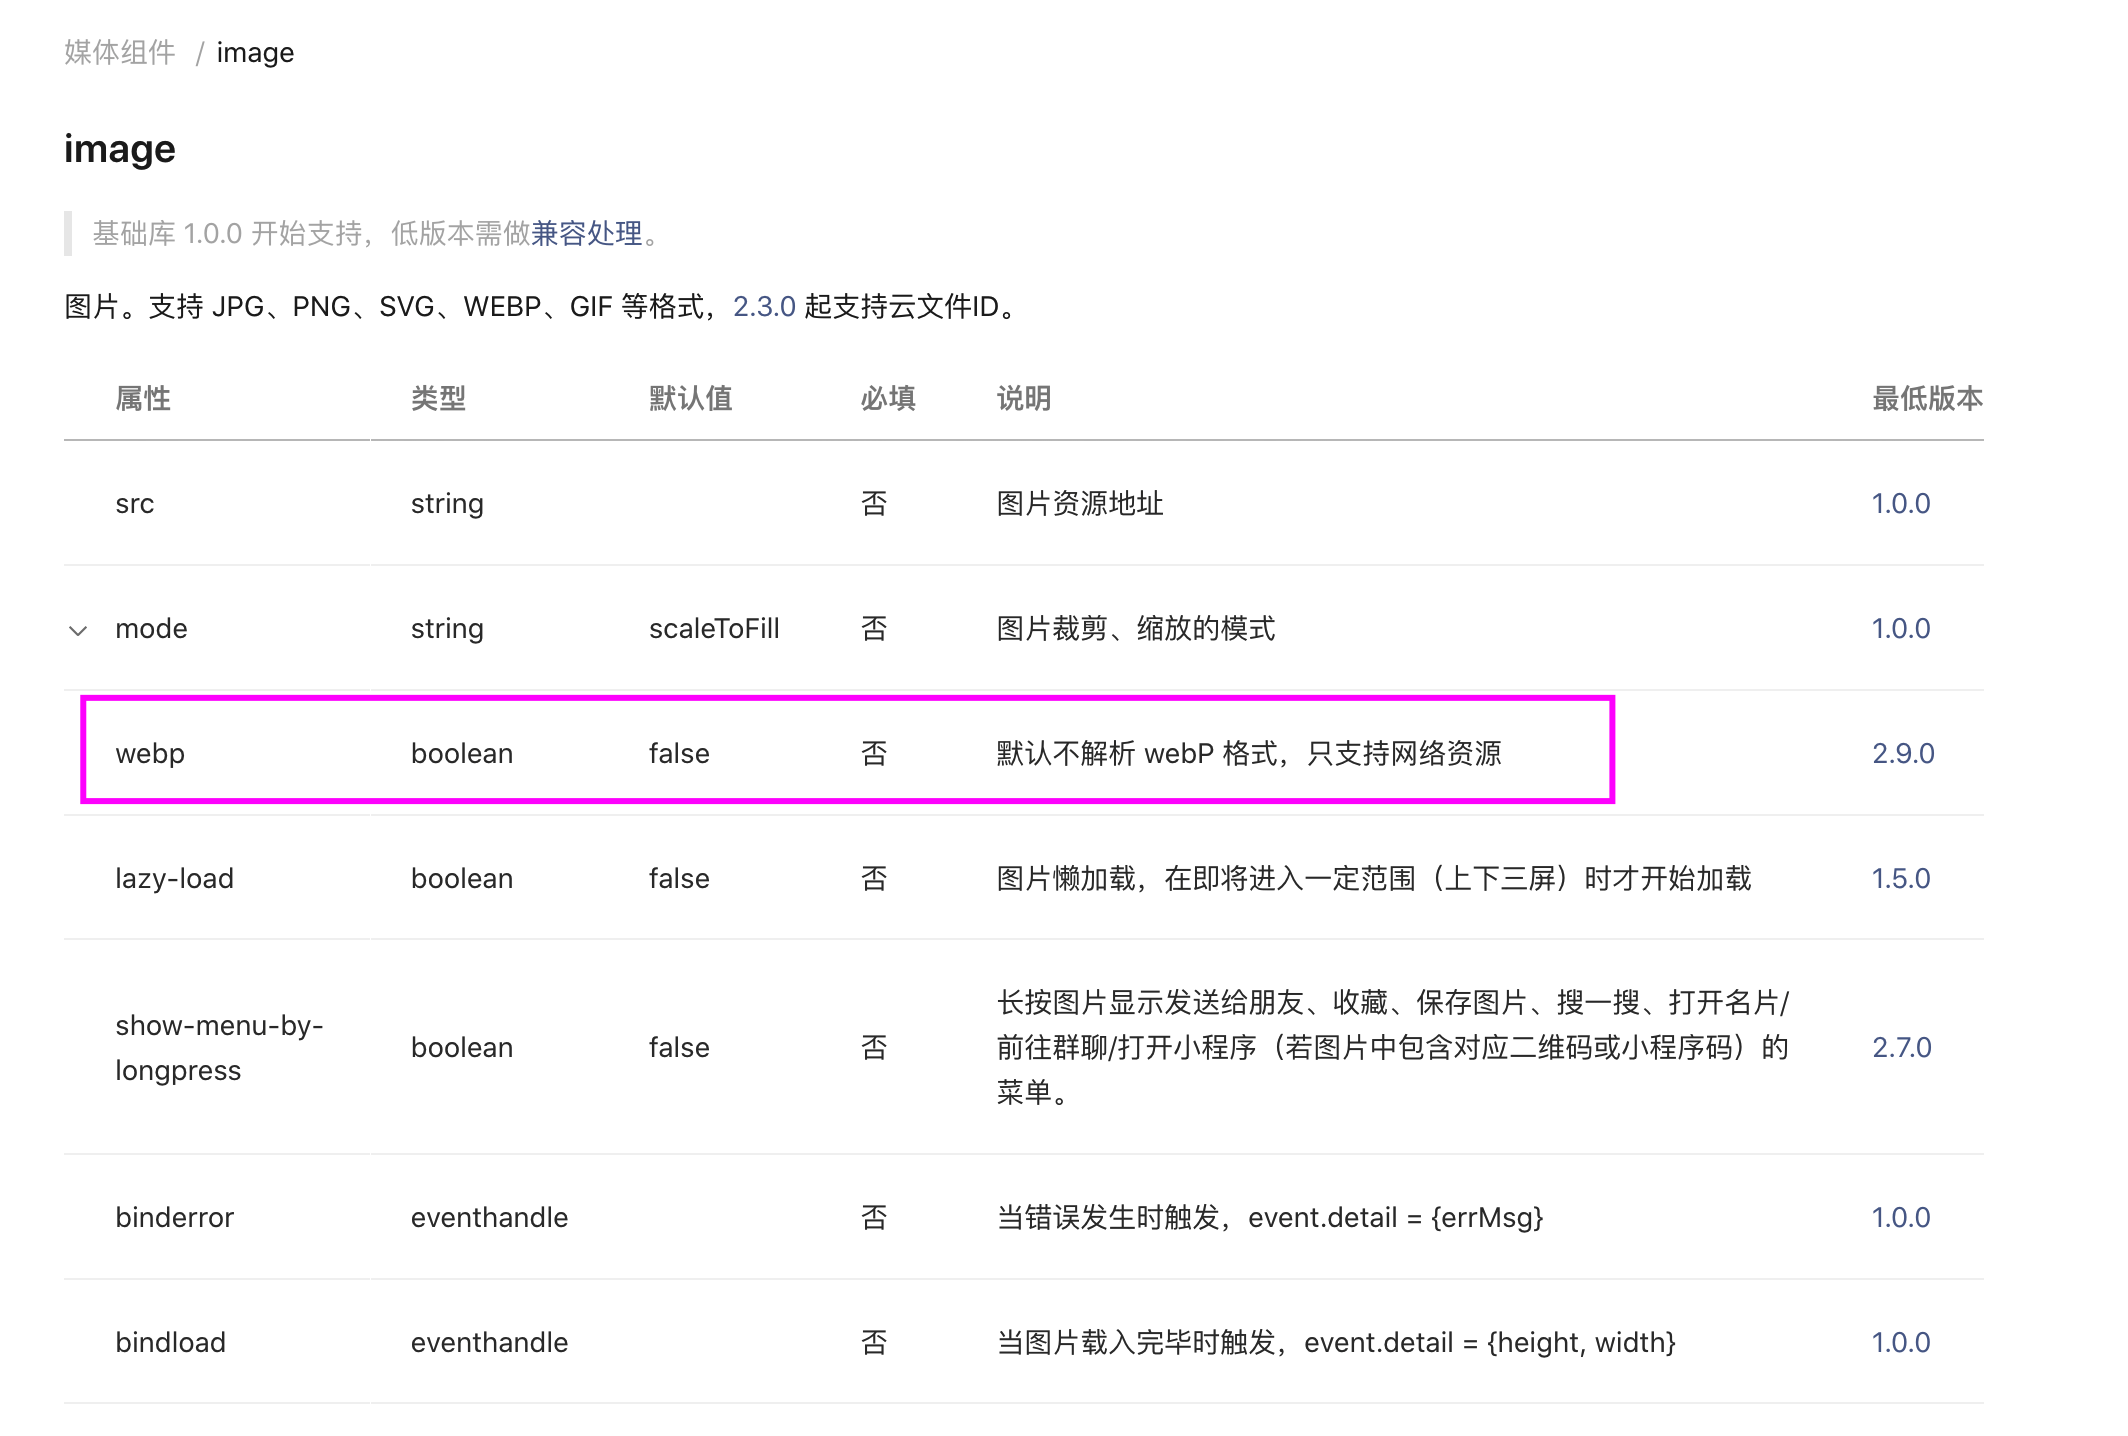 媒体组件 / image
image
基础库 1.0.0 开始支持，低版本需做兼容处理。
图片。支持 JPG、PNG、SVG、WEBP、GIF 等格式，2.3.0 起支持云文件ID。
属性 类型 默认值 必填 说明 最低版本
src string 否 图片资源地址 1.0.0
mode string scaleToFill 否 图片裁剪、缩放的模式 1.0.0
webp boolean false 否 默认不解析 webP 格式，只支持网络资源 2.9.0
lazy-load boolean false 否 图片懒加载，在即将进入一定范围（上下三屏）时才开始加载 1.5.0
show-menu-by-
longpress
boolean false 否
长按图片显示发送给朋友、收藏、保存图片、搜一搜、打开名片/
前往群聊/打开小程序（若图片中包含对应二维码或小程序码）的
菜单。
2.7.0
binderror eventhandle 否 当错误发生时触发，event.detail = {errMsg} 1.0.0
bindload eventhandle 否 当图片载入完毕时触发，event.detail = {height, width} 1.0.0